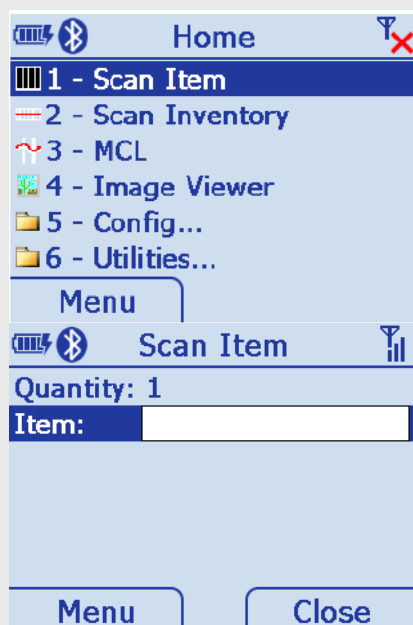 Home
1 - Scan Item
2 - Scan Inventory
3 - MCL
4 - Image Viewer
5 - Config...
6 - Utilities...
Menu
Scan Item
Quantity: 1
Item:
Menu Close